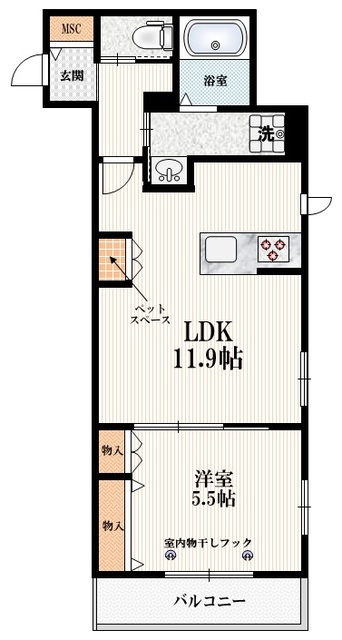 MSC
玄関
浴室
洗
ペット
スペース
LDK
11.9帖
物入
洋室
5.5帖
物入
室内物干しフック
バルコニー